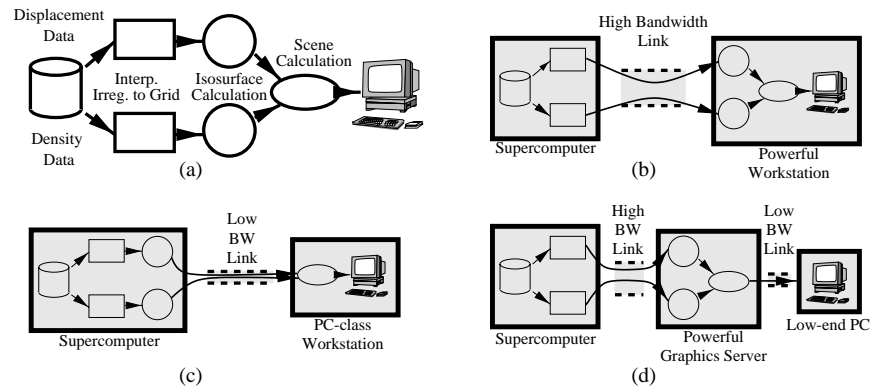 Displacement
Data
Interp.
Irreg. to Grid
Isosurface
Calculation
Scene
Calculation
Density
Data
(a)
High Bandwidth
Link
Supercomputer
Powerful
Workstation
(b)
Low
BW
Link
Supercomputer
PC-class
Workstation
(c)
High
BW
Link
Low
BW
Link
Supercomputer
Powerful
Graphics Server
Low-end PC
(d)